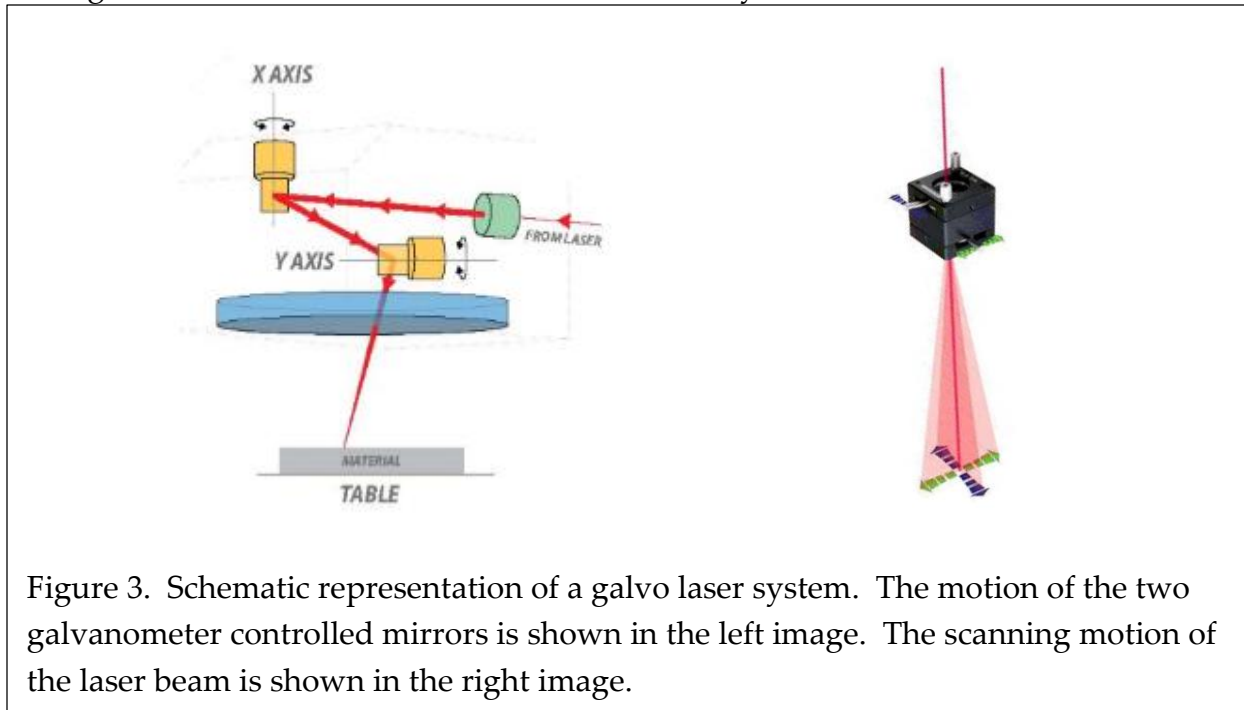 X AXIS
FROM LASER
Y AXIS
MATERIAL
TABLE
Figure 3. Schematic representation of a galvo laser system. The motion of the two
galvanometer controlled mirrors is shown in the left image. The scanning motion of
the laser beam is shown in the right image.